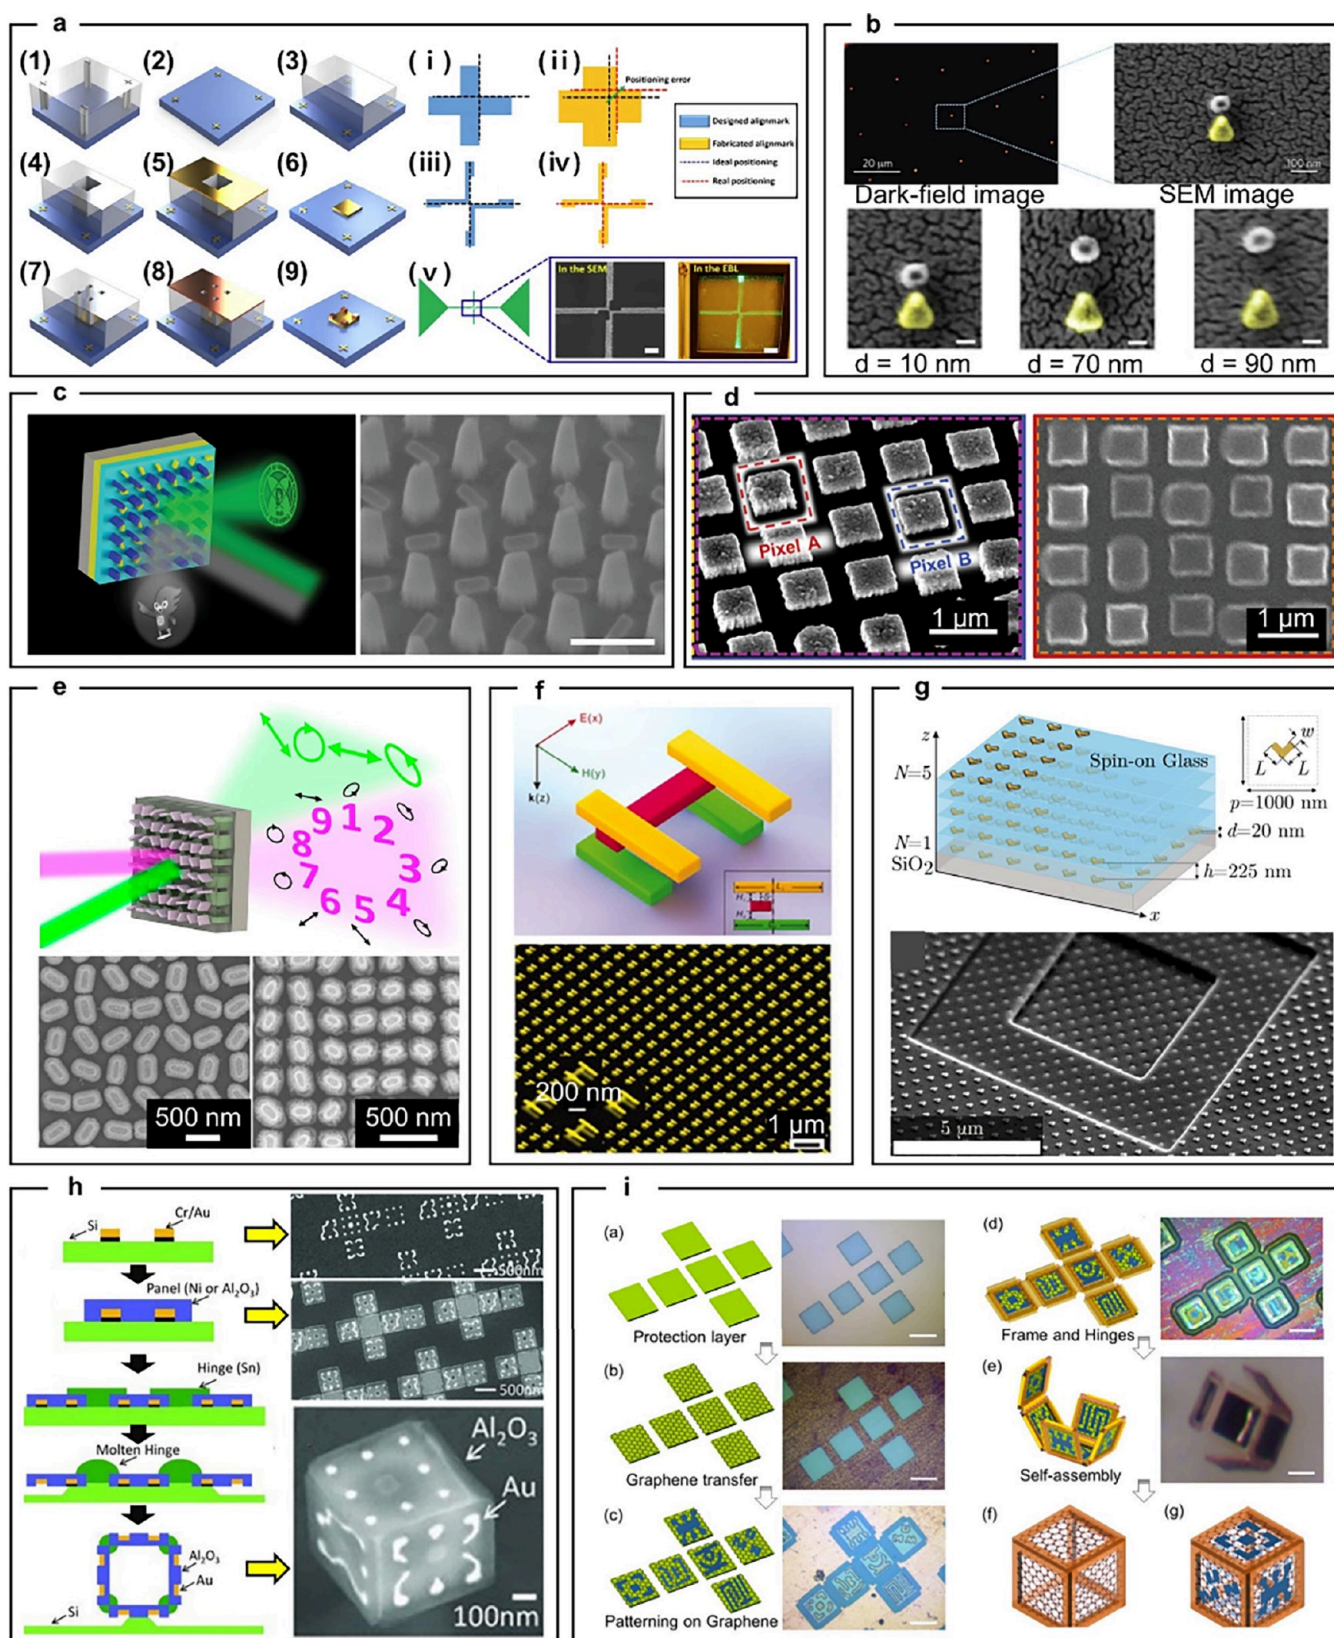 a
(1)
(2)
(3)
(i)
(ii)
Positioning error
Designed alignmark
Fabricated alignmark
Ideal positioning
Real positioning
(4)
(5)
(6)
(iii)
(iv)
(7)
(8)
(9)
(v)
In the SEM
In the EBL
b
20 μm
100 nm
Dark-field image
SEM image
d = 10 nm
d = 70 nm
d = 90 nm
c
d
Pixel A
Pixel B
1 μm
1 μm
e
1
2
3
4
5
6
7
8
9
500 nm
500 nm
f
E(x)
H(y)
k(z)
200 nm
1 μm
g
z
N=5
Spin-on Glass
w
L
L
p=1000 nm
N=1
d=20 nm
SiO2
h=225 nm
x
5 μm
h
Si
Cr/Au
500nm
Panel (Ni or Al2O3)
500nm
Hinge (Sn)
Molten Hinge
Al2O3
Au
Al2O3
Au
Si
100nm
i
(a)
Protection layer
(b)
Graphene transfer
(c)
Patterning on Graphene
(d)
Frame and Hinges
(e)
Self-assembly
(f)
(g)